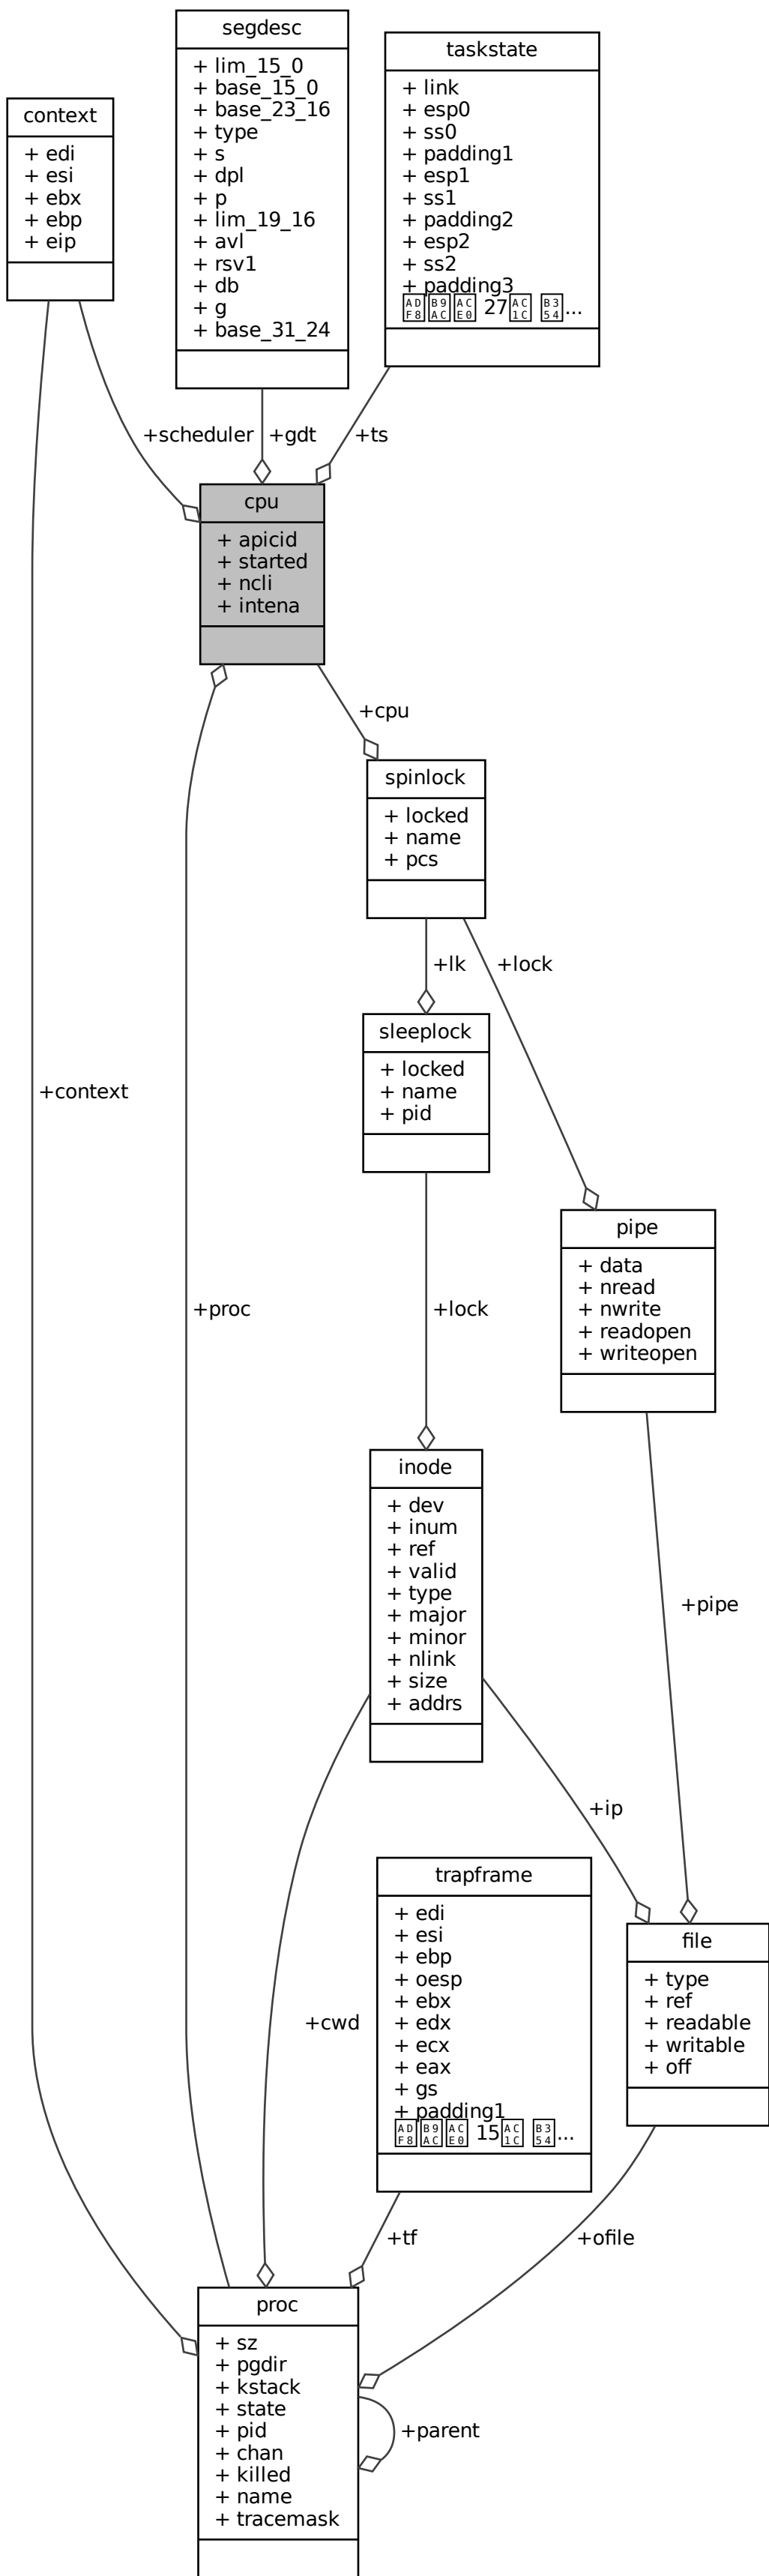 segdesc
+ lim_15_0
+ base_15_0
+ base_23_16
+ type
+ s
+ dpl
+ p
+ lim_19_16
+ avl
+ rsv1
+ db
+ g
+ base_31_24
taskstate
+ link
+ esp0
+ ss0
+ padding1
+ esp1
+ ss1
+ padding2
+ esp2
+ ss2
+ padding3
27 ...
context
+ edi
+ esi
+ ebx
+ ebp
+ eip
+scheduler
+gdt
+ts
cpu
+ apicid
+ started
+ ncli
+ intena
+cpu
spinlock
+ locked
+ name
+ pcs
+lk
+lock
sleeplock
+ locked
+ name
+ pid
+context
+proc
+lock
pipe
+ data
+ nread
+ nwrite
+ readopen
+ writeopen
inode
+ dev
+ inum
+ ref
+ valid
+ type
+ major
+ minor
+ nlink
+ size
+ addrs
+pipe
+ip
trapframe
+ edi
+ esi
+ ebp
+ oesp
+ ebx
+ edx
+ ecx
+ eax
+ gs
+ padding1
15 ...
file
+ type
+ ref
+ readable
+ writable
+ off
+cwd
+tf
+ofile
proc
+ sz
+ pgdir
+ kstack
+ state
+ pid
+ chan
+ killed
+ name
+ tracemask
+parent